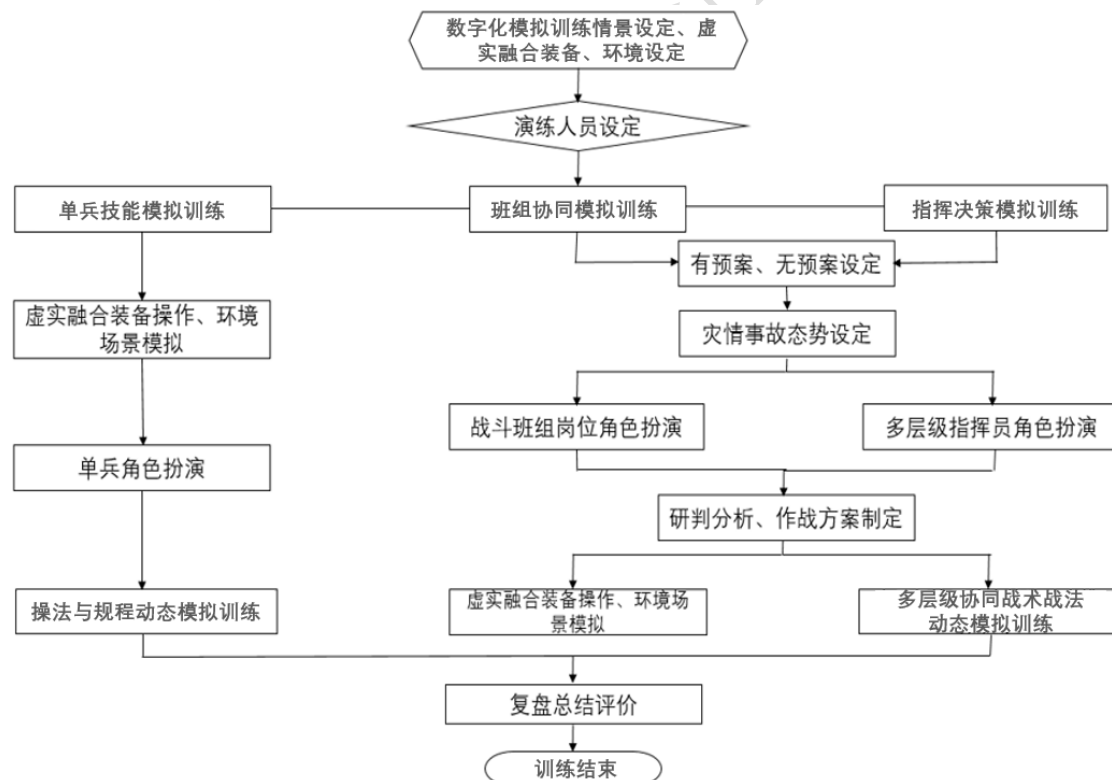 数字化模拟训练情景设定、虚
实融合装备、环境设定
演练人员设定
单兵技能模拟训练
班组协同模拟训练
指挥决策模拟训练
有预案、无预案设定
虚实融合装备操作、环境
场景模拟
灾情事故态势设定
战斗班组岗位角色扮演
多层级指挥员角色扮演
单兵角色扮演
研判分析、作战方案制定
操法与规程动态模拟训练
虚实融合装备操作、环境场
景模拟
多层级协同战术战法
动态模拟训练
复盘总结评价
训练结束